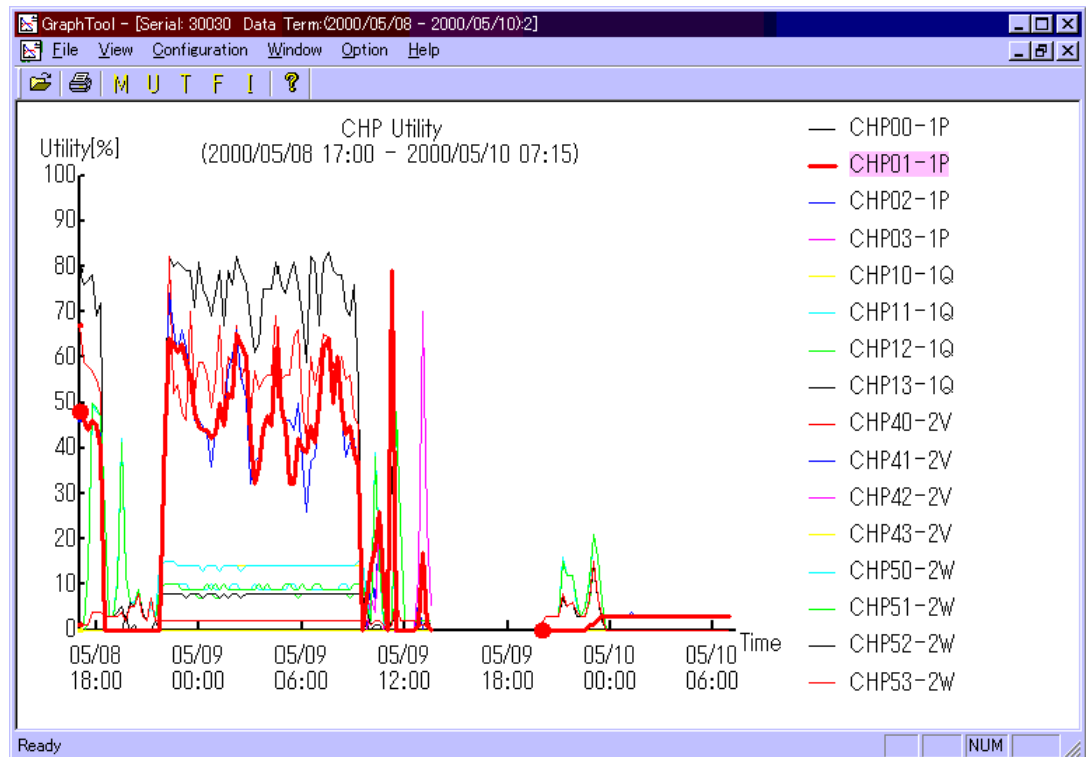 GraphTool - [Serial: 30030 Data Term:(2000/05/08 - 2000/05/10):2]
File View Configuration Window Option Help
M U T F I ?
CHP Utility
(2000/05/08 17:00 - 2000/05/10 07:15)
Utility[%]
100
90
80
70
60
50
40
30
20
10
0
Time
05/08 05/09 05/09 05/09 05/09 05/10 05/10
18:00 00:00 06:00 12:00 18:00 00:00 06:00
CHP00-1P
CHP01-1P
CHP02-1P
CHP03-1P
CHP10-1Q
CHP11-1Q
CHP12-1Q
CHP13-1Q
CHP40-2V
CHP41-2V
CHP42-2V
CHP43-2V
CHP50-2W
CHP51-2W
CHP52-2W
CHP53-2W
Ready NUM